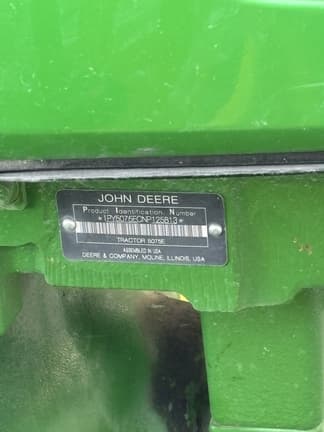 JOHN DEERE
Product Identification Number
TRACTOR 5075E
ASSEMBLED IN USA
DEERE & COMPANY, MOLINE, ILLINOIS, USA